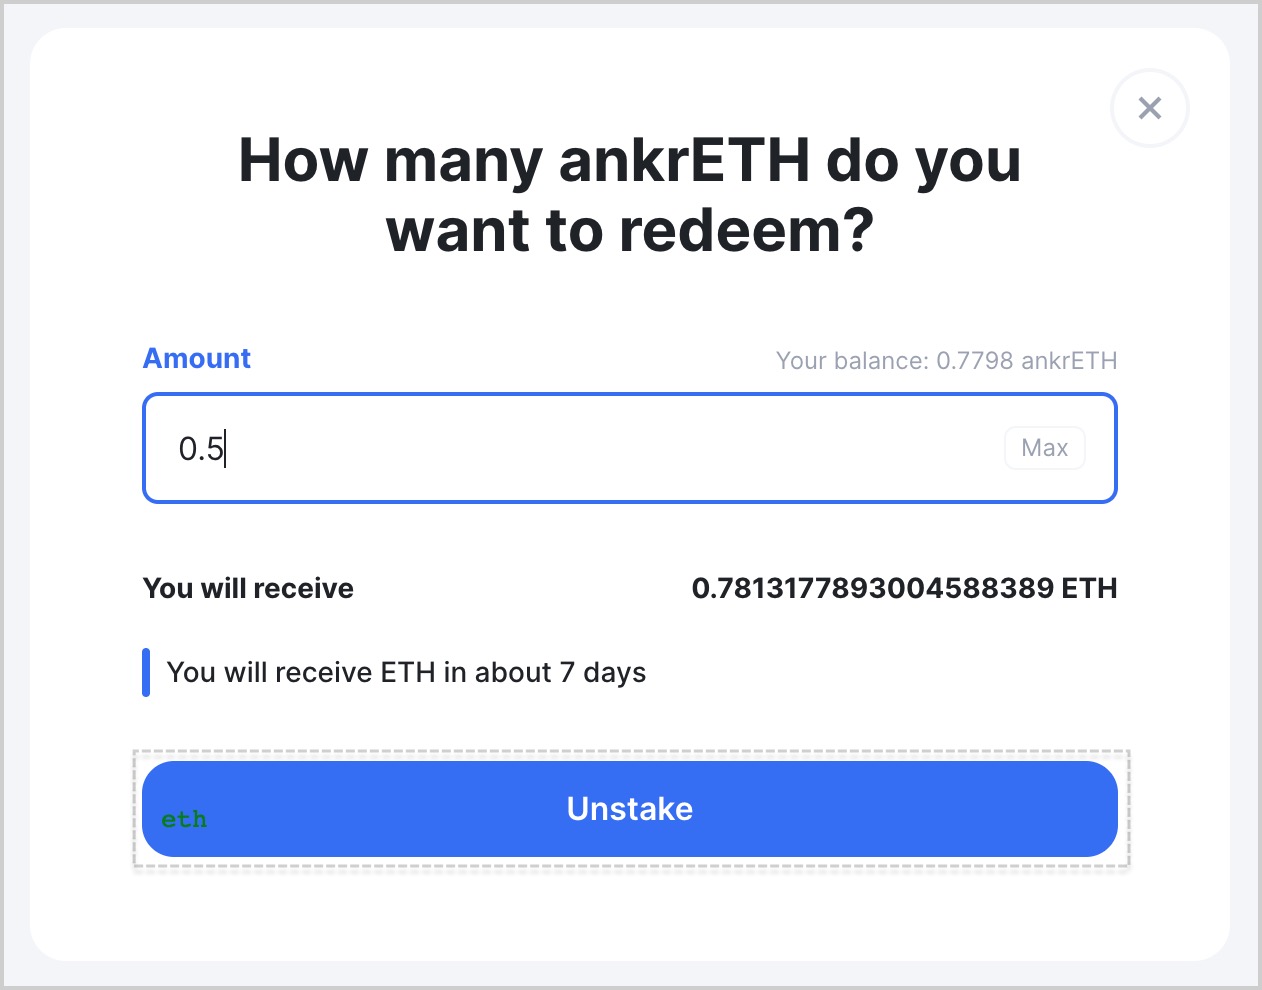 How many ankrETH do you
want to redeem?
Amount
Your balance: 0.7798 ankrETH
0.5
Max
You will receive
0.7813177893004588389 ETH
You will receive ETH in about 7 days
Unstake
eth